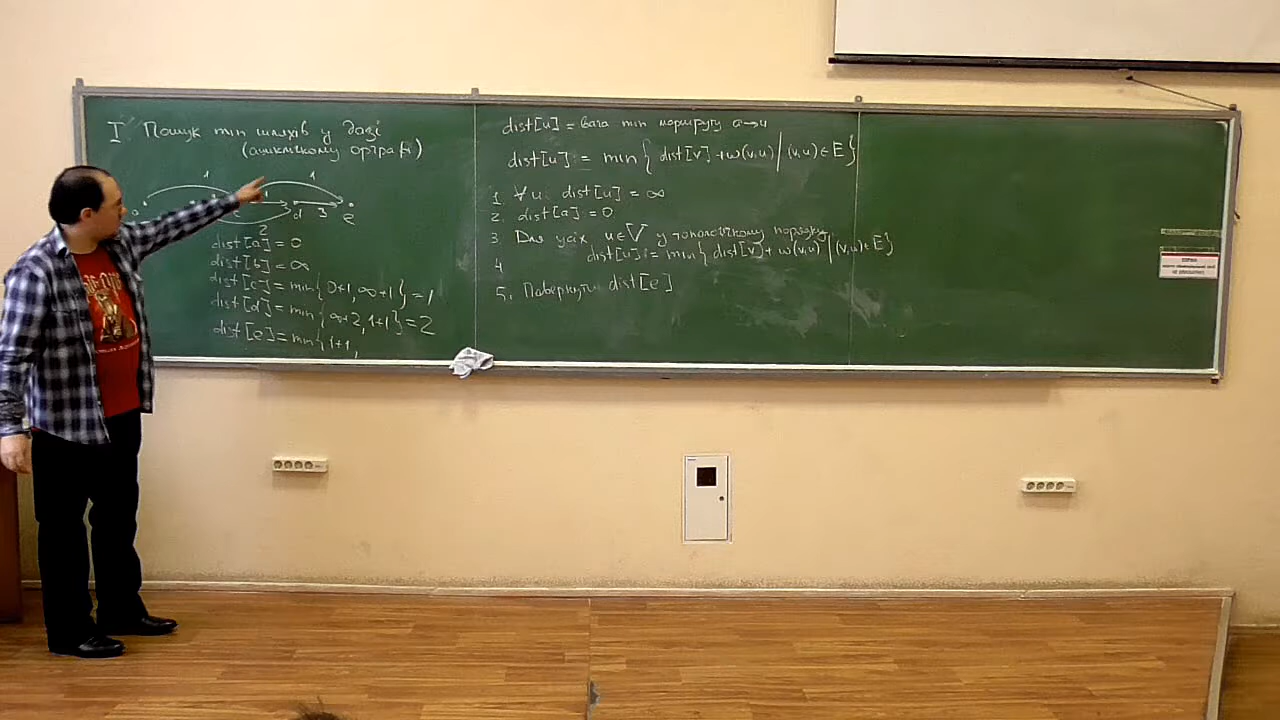 I Пошук min шляхів у дазі
(ациклічному орграфі)
1 1
a 1 d 3 e
2
dist[a] = 0
dist[b] = ∞
dist[c] = min{0+1, ∞+1} = 1
dist[d] = min{∞+2, 1+1} = 2
dist[e] = min{1+1,
dist[u] = вага min маршруту a→u
dist[u] = min{ dist[v] + w(v,u) | (v,u) ∈ E}
1. ∀u dist[u] = ∞
2. dist[a] = 0
3 Для усіх u∈V у топологічному порядку
4 dist[u] := min{ dist[v] + w(v,u) | (v,u) ∈ E}
5. Повернути dist[e]